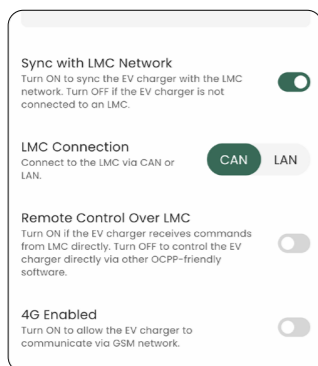 Sync with LMC Network
Turn ON to sync the EV charger with the LMC
network. Turn OFF if the EV charger is not
connected to an LMC.
LMC Connection
Connect to the LMC via CAN or
LAN.
CAN LAN
Remote Control Over LMC
Turn ON if the EV charger receives commands
from LMC directly. Turn OFF to control the EV
charger directly via other OCPP-friendly
software.
4G Enabled
Turn ON to allow the EV charger to
communicate via GSM network.